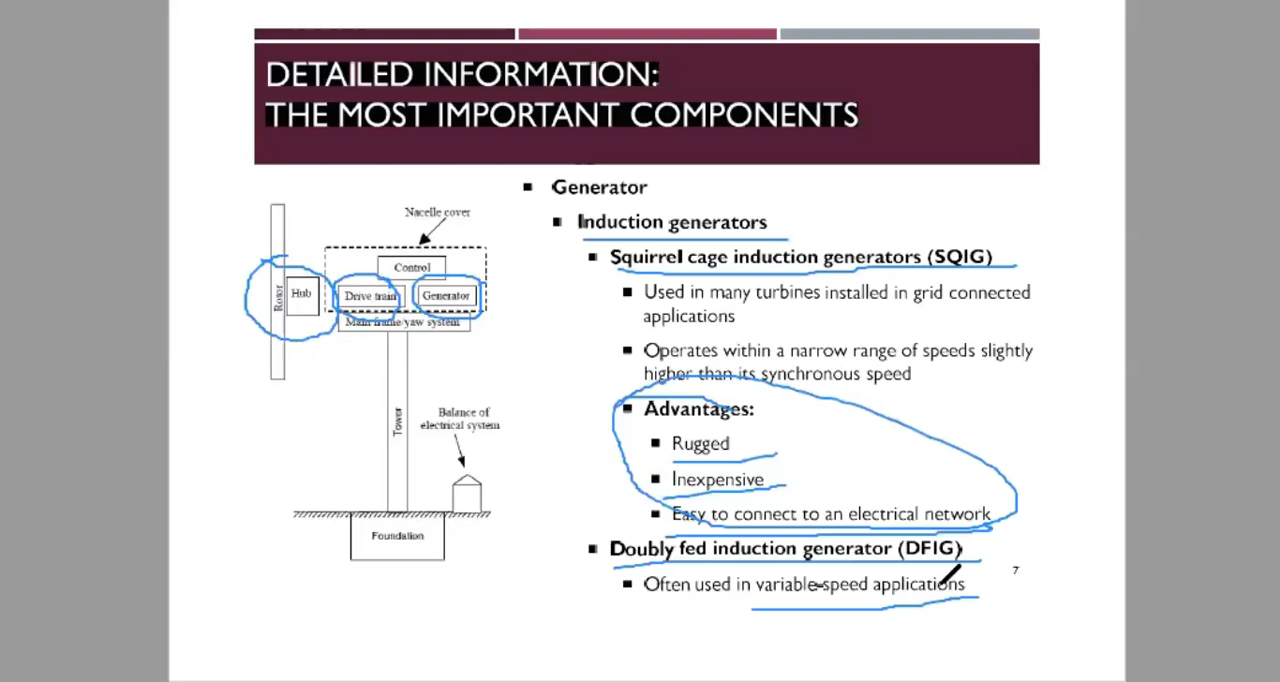 DETAILED INFORMATION:
THE MOST IMPORTANT COMPONENTS
Generator
Induction generators
Squirrel cage induction generators (SQIG)
Used in many turbines installed in grid connected
applications
Operates within a narrow range of speeds slightly
higher than its synchronous speed
Advantages:
Rugged
Inexpensive
Easy to connect to an electrical network
Doubly fed induction generator (DFIG)
Often used in variable-speed applications
Nacelle cover
Control
Rotor
Hub
Drive train
Generator
Main frame/yaw system
Tower
Balance of
electrical system
Foundation
7